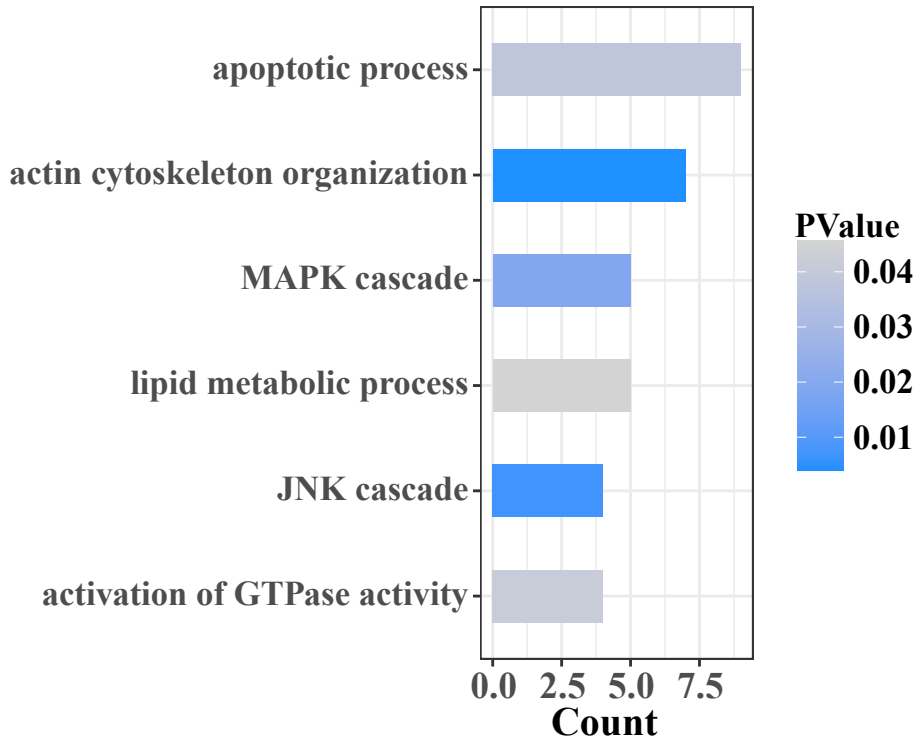 apoptotic process
actin cytoskeleton organization
MAPK cascade
lipid metabolic process
JNK cascade
activation of GTPase activity
0.0 2.5 5.0 7.5
Count
PValue
0.04
0.03
0.02
0.01